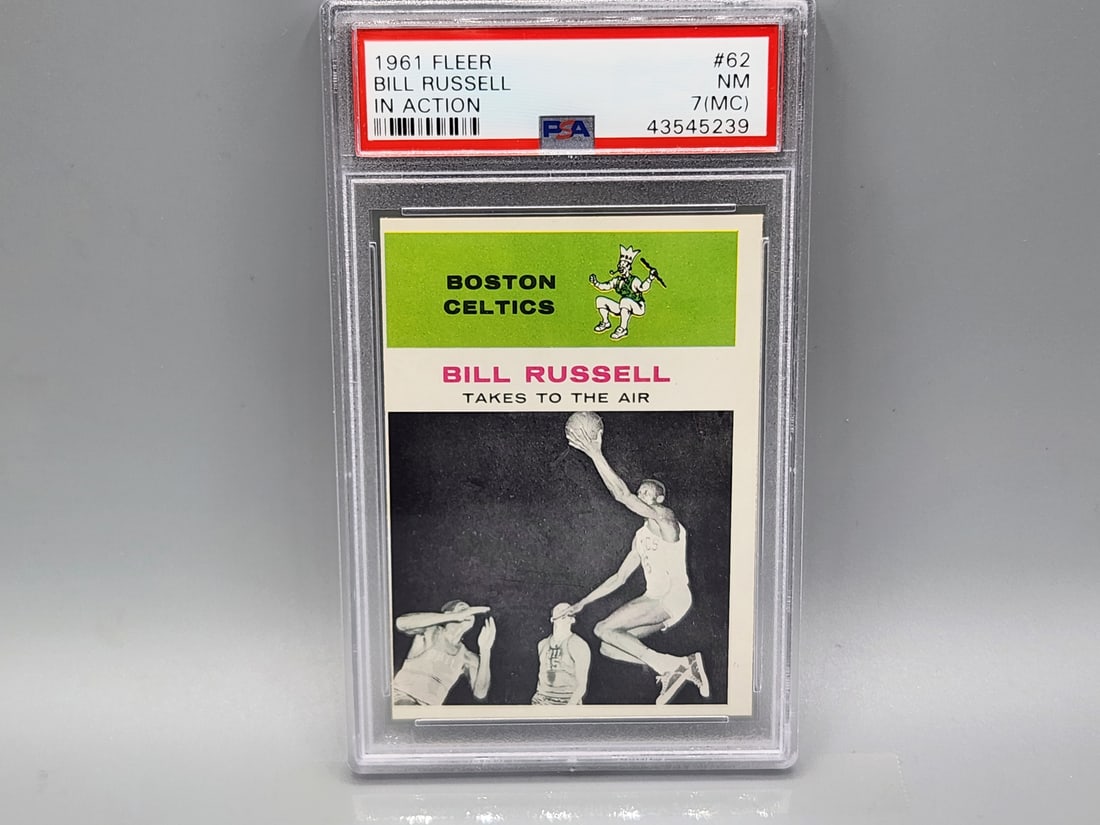 1961 FLEER #62
BILL RUSSELL NM
IN ACTION 7(MC)
PSA 43545239
BOSTON
CELTICS
BILL RUSSELL
TAKES TO THE AIR